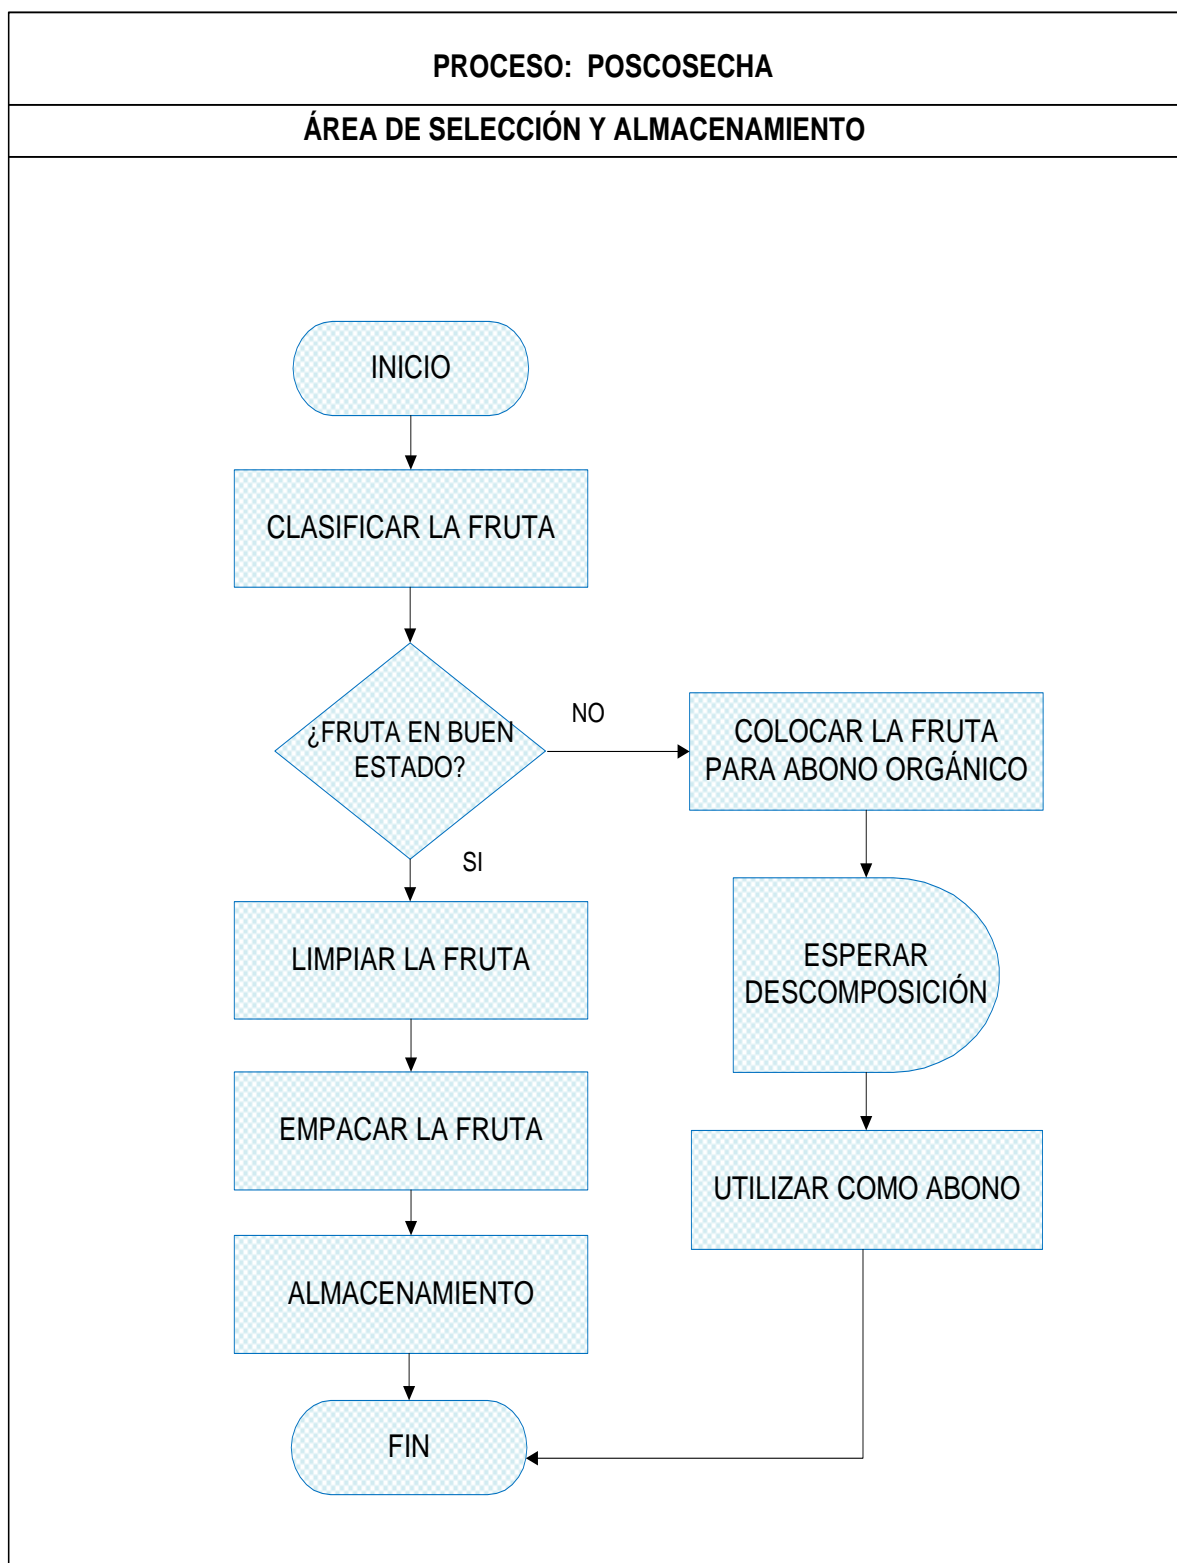 PROCESO: POSCOSECHA
ÁREA DE SELECCIÓN Y ALMACENAMIENTO
INICIO
CLASIFICAR LA FRUTA
¿FRUTA EN BUEN
ESTADO?
NO
COLOCAR LA FRUTA
PARA ABONO ORGÁNICO
SI
LIMPIAR LA FRUTA
ESPERAR
DESCOMPOSICIÓN
EMPACAR LA FRUTA
UTILIZAR COMO ABONO
ALMACENAMIENTO
FIN